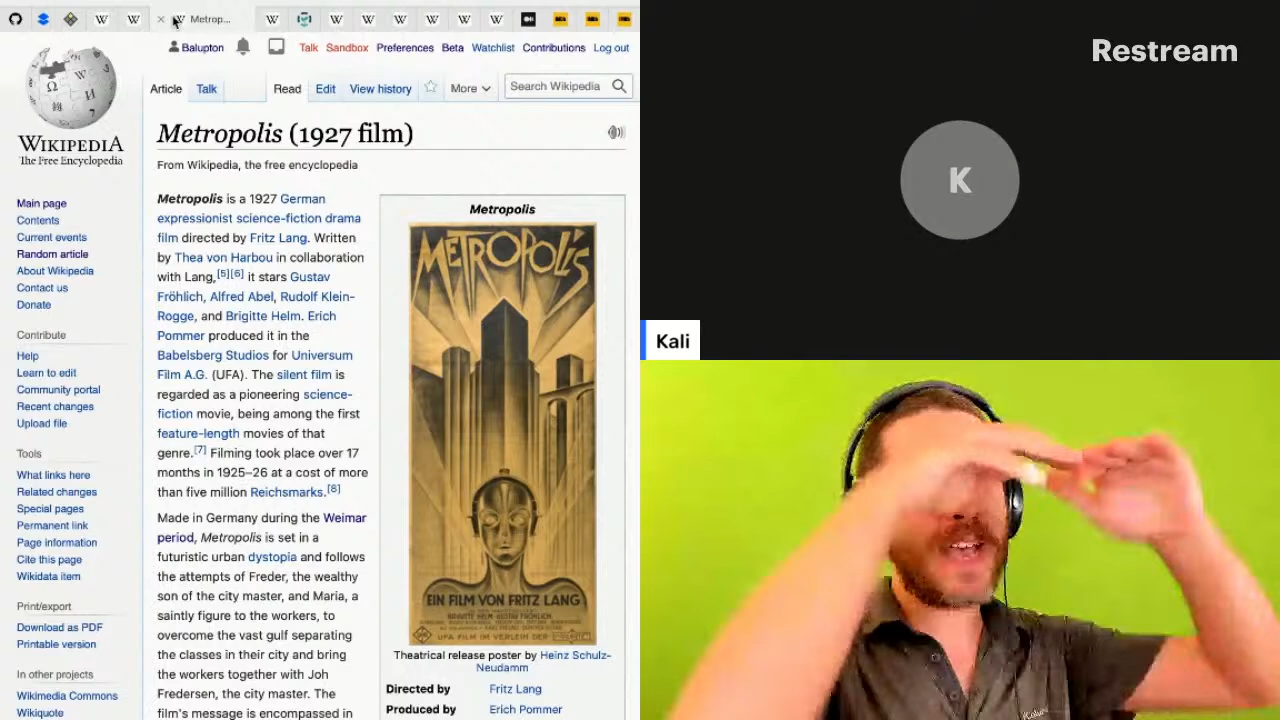 Metrop...
Balupton
Talk
Sandbox
Preferences
Beta
Watchlist
Contributions
Log out
Article
Talk
Read
Edit
View history
More
Search Wikipedia
WIKIPEDIA
The Free Encyclopedia
Metropolis (1927 film)
From Wikipedia, the free encyclopedia
Main page
Contents
Current events
Random article
About Wikipedia
Contact us
Donate
Contribute
Help
Learn to edit
Community portal
Recent changes
Upload file
Tools
What links here
Related changes
Special pages
Permanent link
Page information
Cite this page
Wikidata item
Print/export
Download as PDF
Printable version
In other projects
Wikimedia Commons
Wikiquote
Metropolis is a 1927 German
expressionist science-fiction drama
film directed by Fritz Lang. Written
by Thea von Harbou in collaboration
with Lang,[5][6] it stars Gustav
Fröhlich, Alfred Abel, Rudolf Klein-
Rogge, and Brigitte Helm. Erich
Pommer produced it in the
Babelsberg Studios for Universum
Film A.G. (UFA). The silent film is
regarded as a pioneering science-
fiction movie, being among the first
feature-length movies of that
genre.[7] Filming took place over 17
months in 1925–26 at a cost of more
than five million Reichsmarks.[8]
Made in Germany during the Weimar
period, Metropolis is set in a
futuristic urban dystopia and follows
the attempts of Freder, the wealthy
son of the city master, and Maria, a
saintly figure to the workers, to
overcome the vast gulf separating
the classes in their city and bring
the workers together with Joh
Fredersen, the city master. The
film's message is encompassed in
Metropolis
METROPOLIS
EIN FILM VON FRITZ LANG
BRIGITTE HELM · GUSTAV FRÖHLICH
UFA FILM IM VERLEIH DER
Theatrical release poster by Heinz Schulz-
Neudamm
Directed by Fritz Lang
Produced by Erich Pommer
Restream
K
Kali